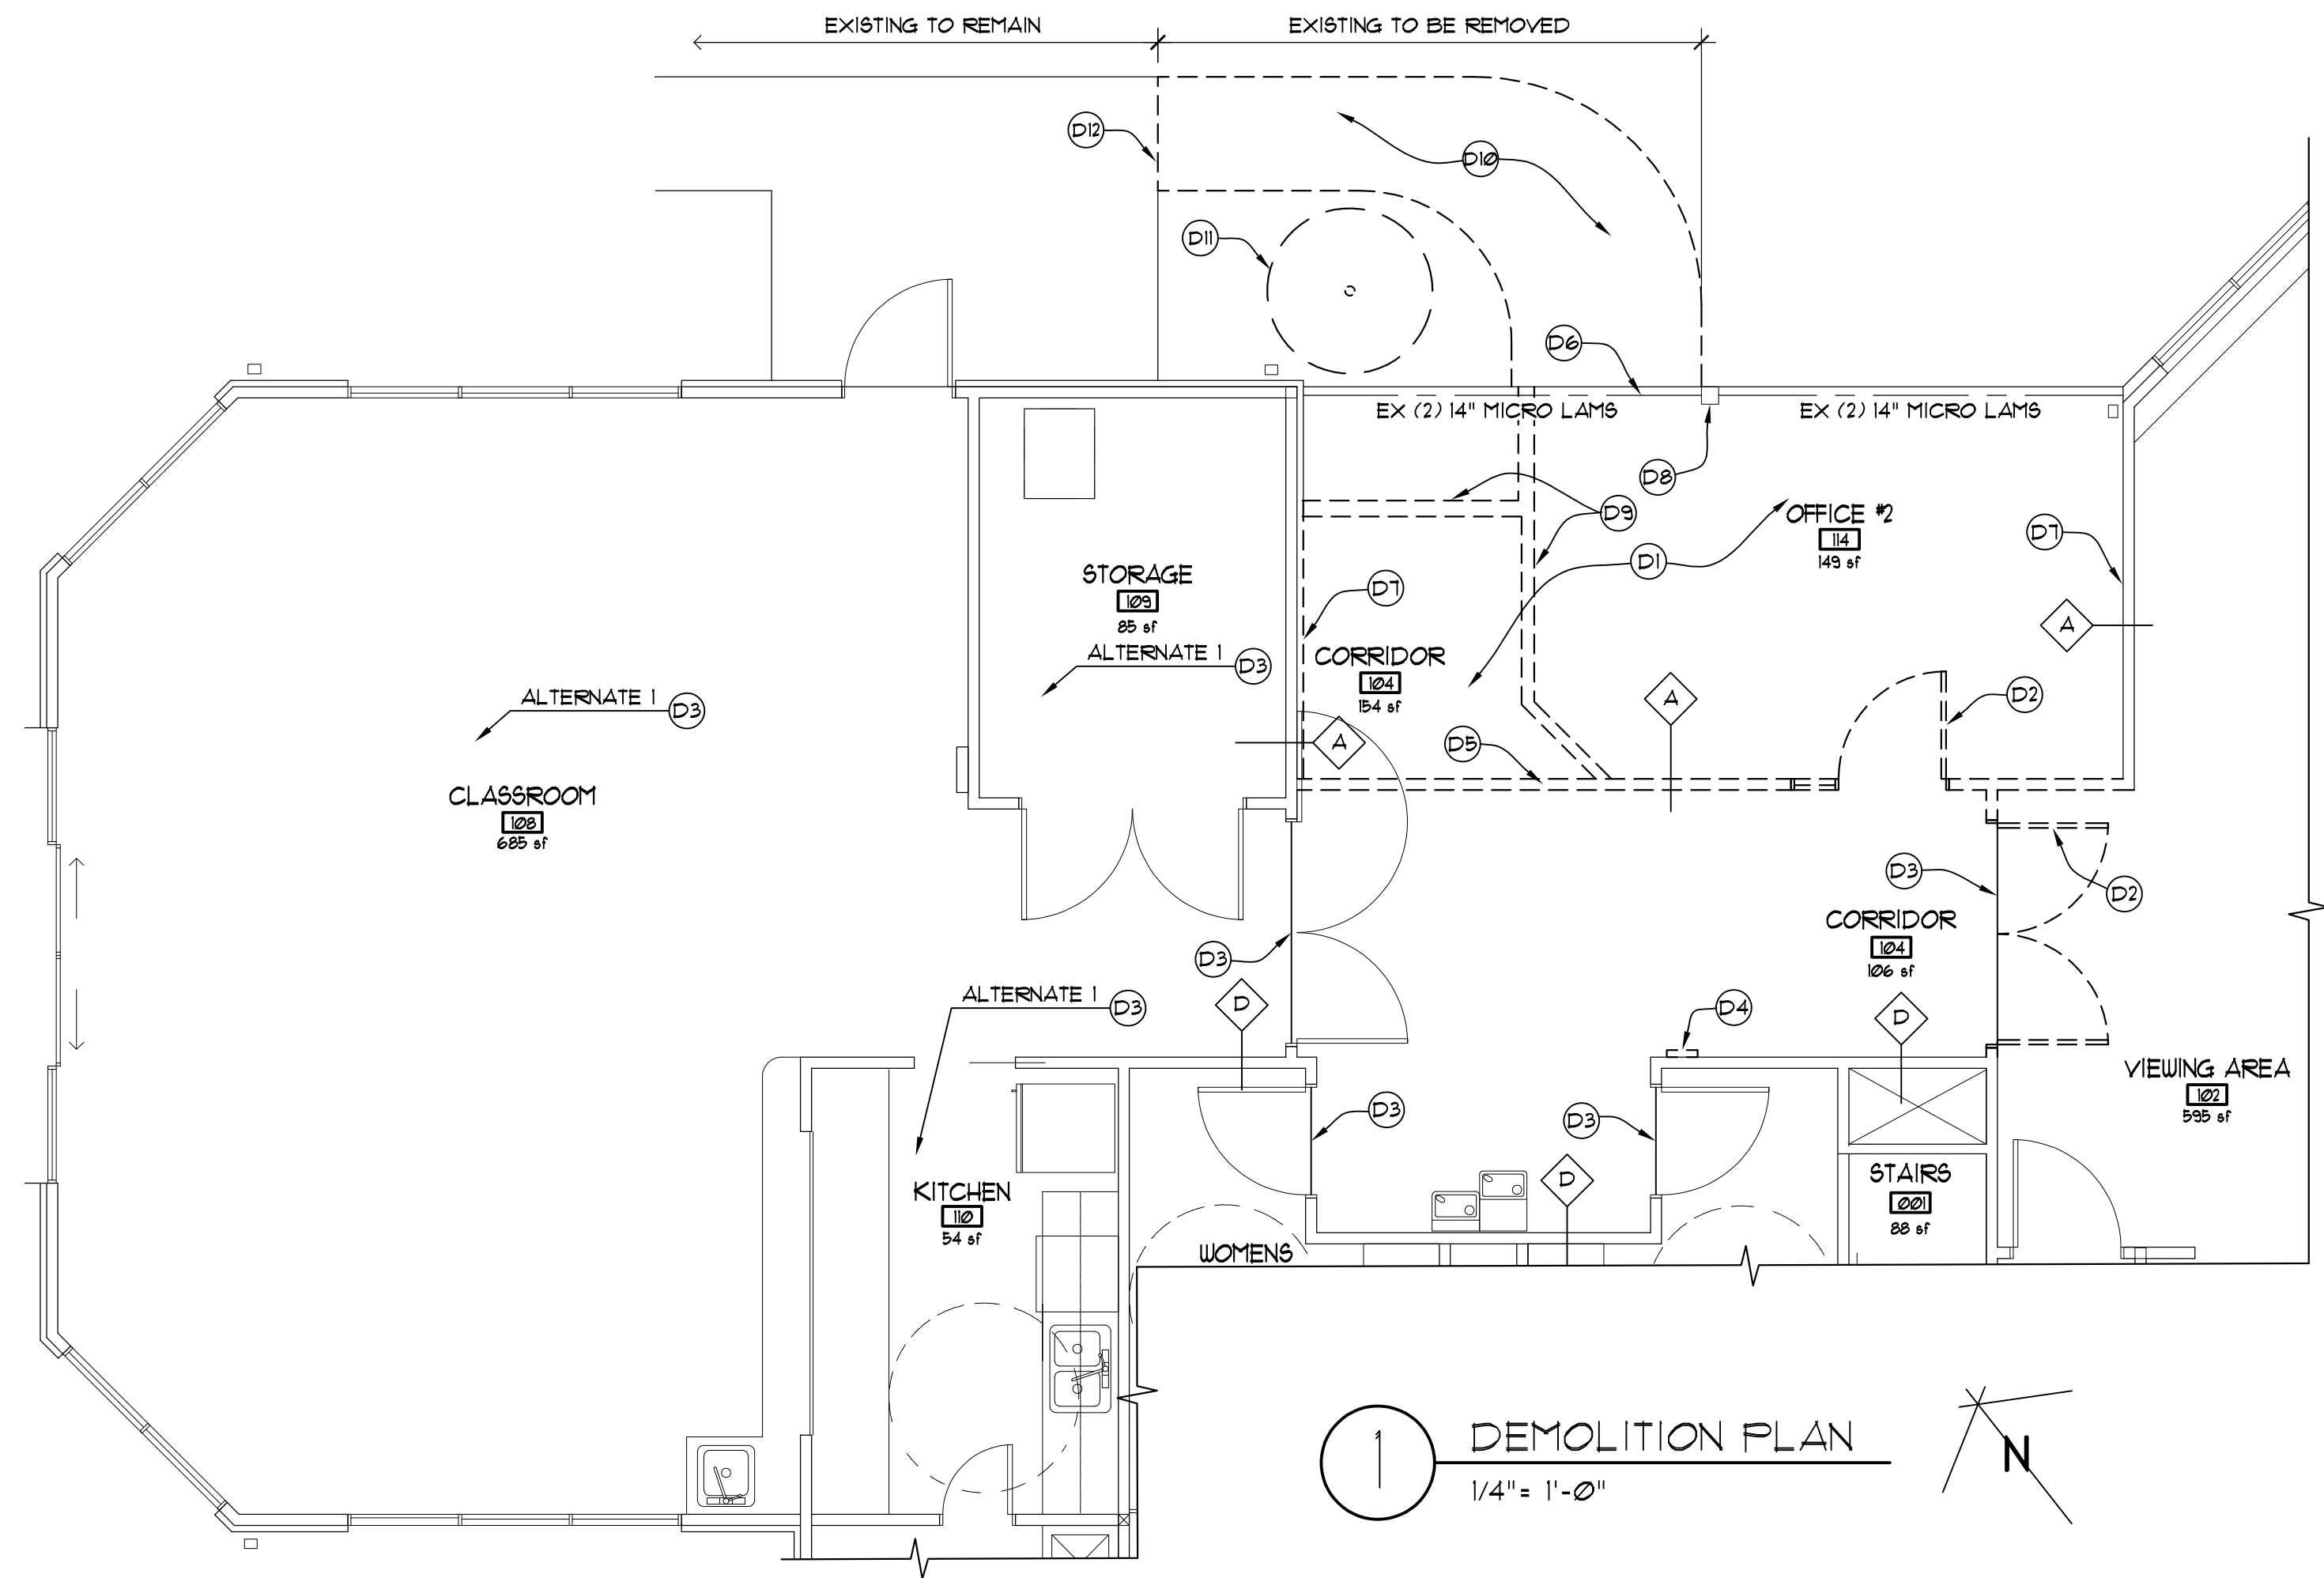 EXISTING TO REMAIN
EXISTING TO BE REMOVED
D12
D10
D11
D6
EX (2) 14" MICRO LAMS
EX (2) 14" MICRO LAMS
D8
D9
OFFICE #2
114
149 sf
D7
D1
STORAGE
109
85 sf
D7
A
ALTERNATE 1 D3
CORRIDOR
104
154 sf
A
D2
ALTERNATE 1 D3
D5
A
CLASSROOM
108
685 sf
D3
D2
CORRIDOR
104
106 sf
D3
ALTERNATE 1 D3
D
D4
D
VIEWING AREA
102
595 sf
D3
D3
D
STAIRS
001
88 sf
KITCHEN
110
54 sf
WOMENS
1
DEMOLITION PLAN
1/4"= 1'-0"
N